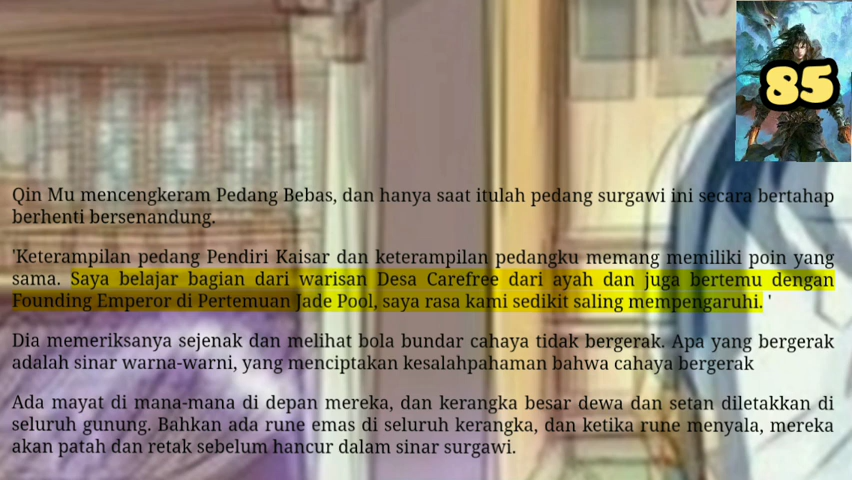 85
Qin Mu mencengkeram Pedang Bebas, dan hanya saat itulah pedang surgawi ini secara bertahap
berhenti bersenandung.
'Keterampilan pedang Pendiri Kaisar dan keterampilan pedangku memang memiliki poin yang
sama. Saya belajar bagian dari warisan Desa Carefree dari ayah dan juga bertemu dengan
Founding Emperor di Pertemuan Jade Pool, saya rasa kami sedikit saling mempengaruhi. '
Dia memeriksanya sejenak dan melihat bola bundar cahaya tidak bergerak. Apa yang bergerak
adalah sinar warna-warni, yang menciptakan kesalahpahaman bahwa cahaya bergerak
Ada mayat di mana-mana di depan mereka, dan kerangka besar dewa dan setan diletakkan di
seluruh gunung. Bahkan ada rune emas di seluruh kerangka, dan ketika rune menyala, mereka
akan patah dan retak sebelum hancur dalam sinar surgawi.